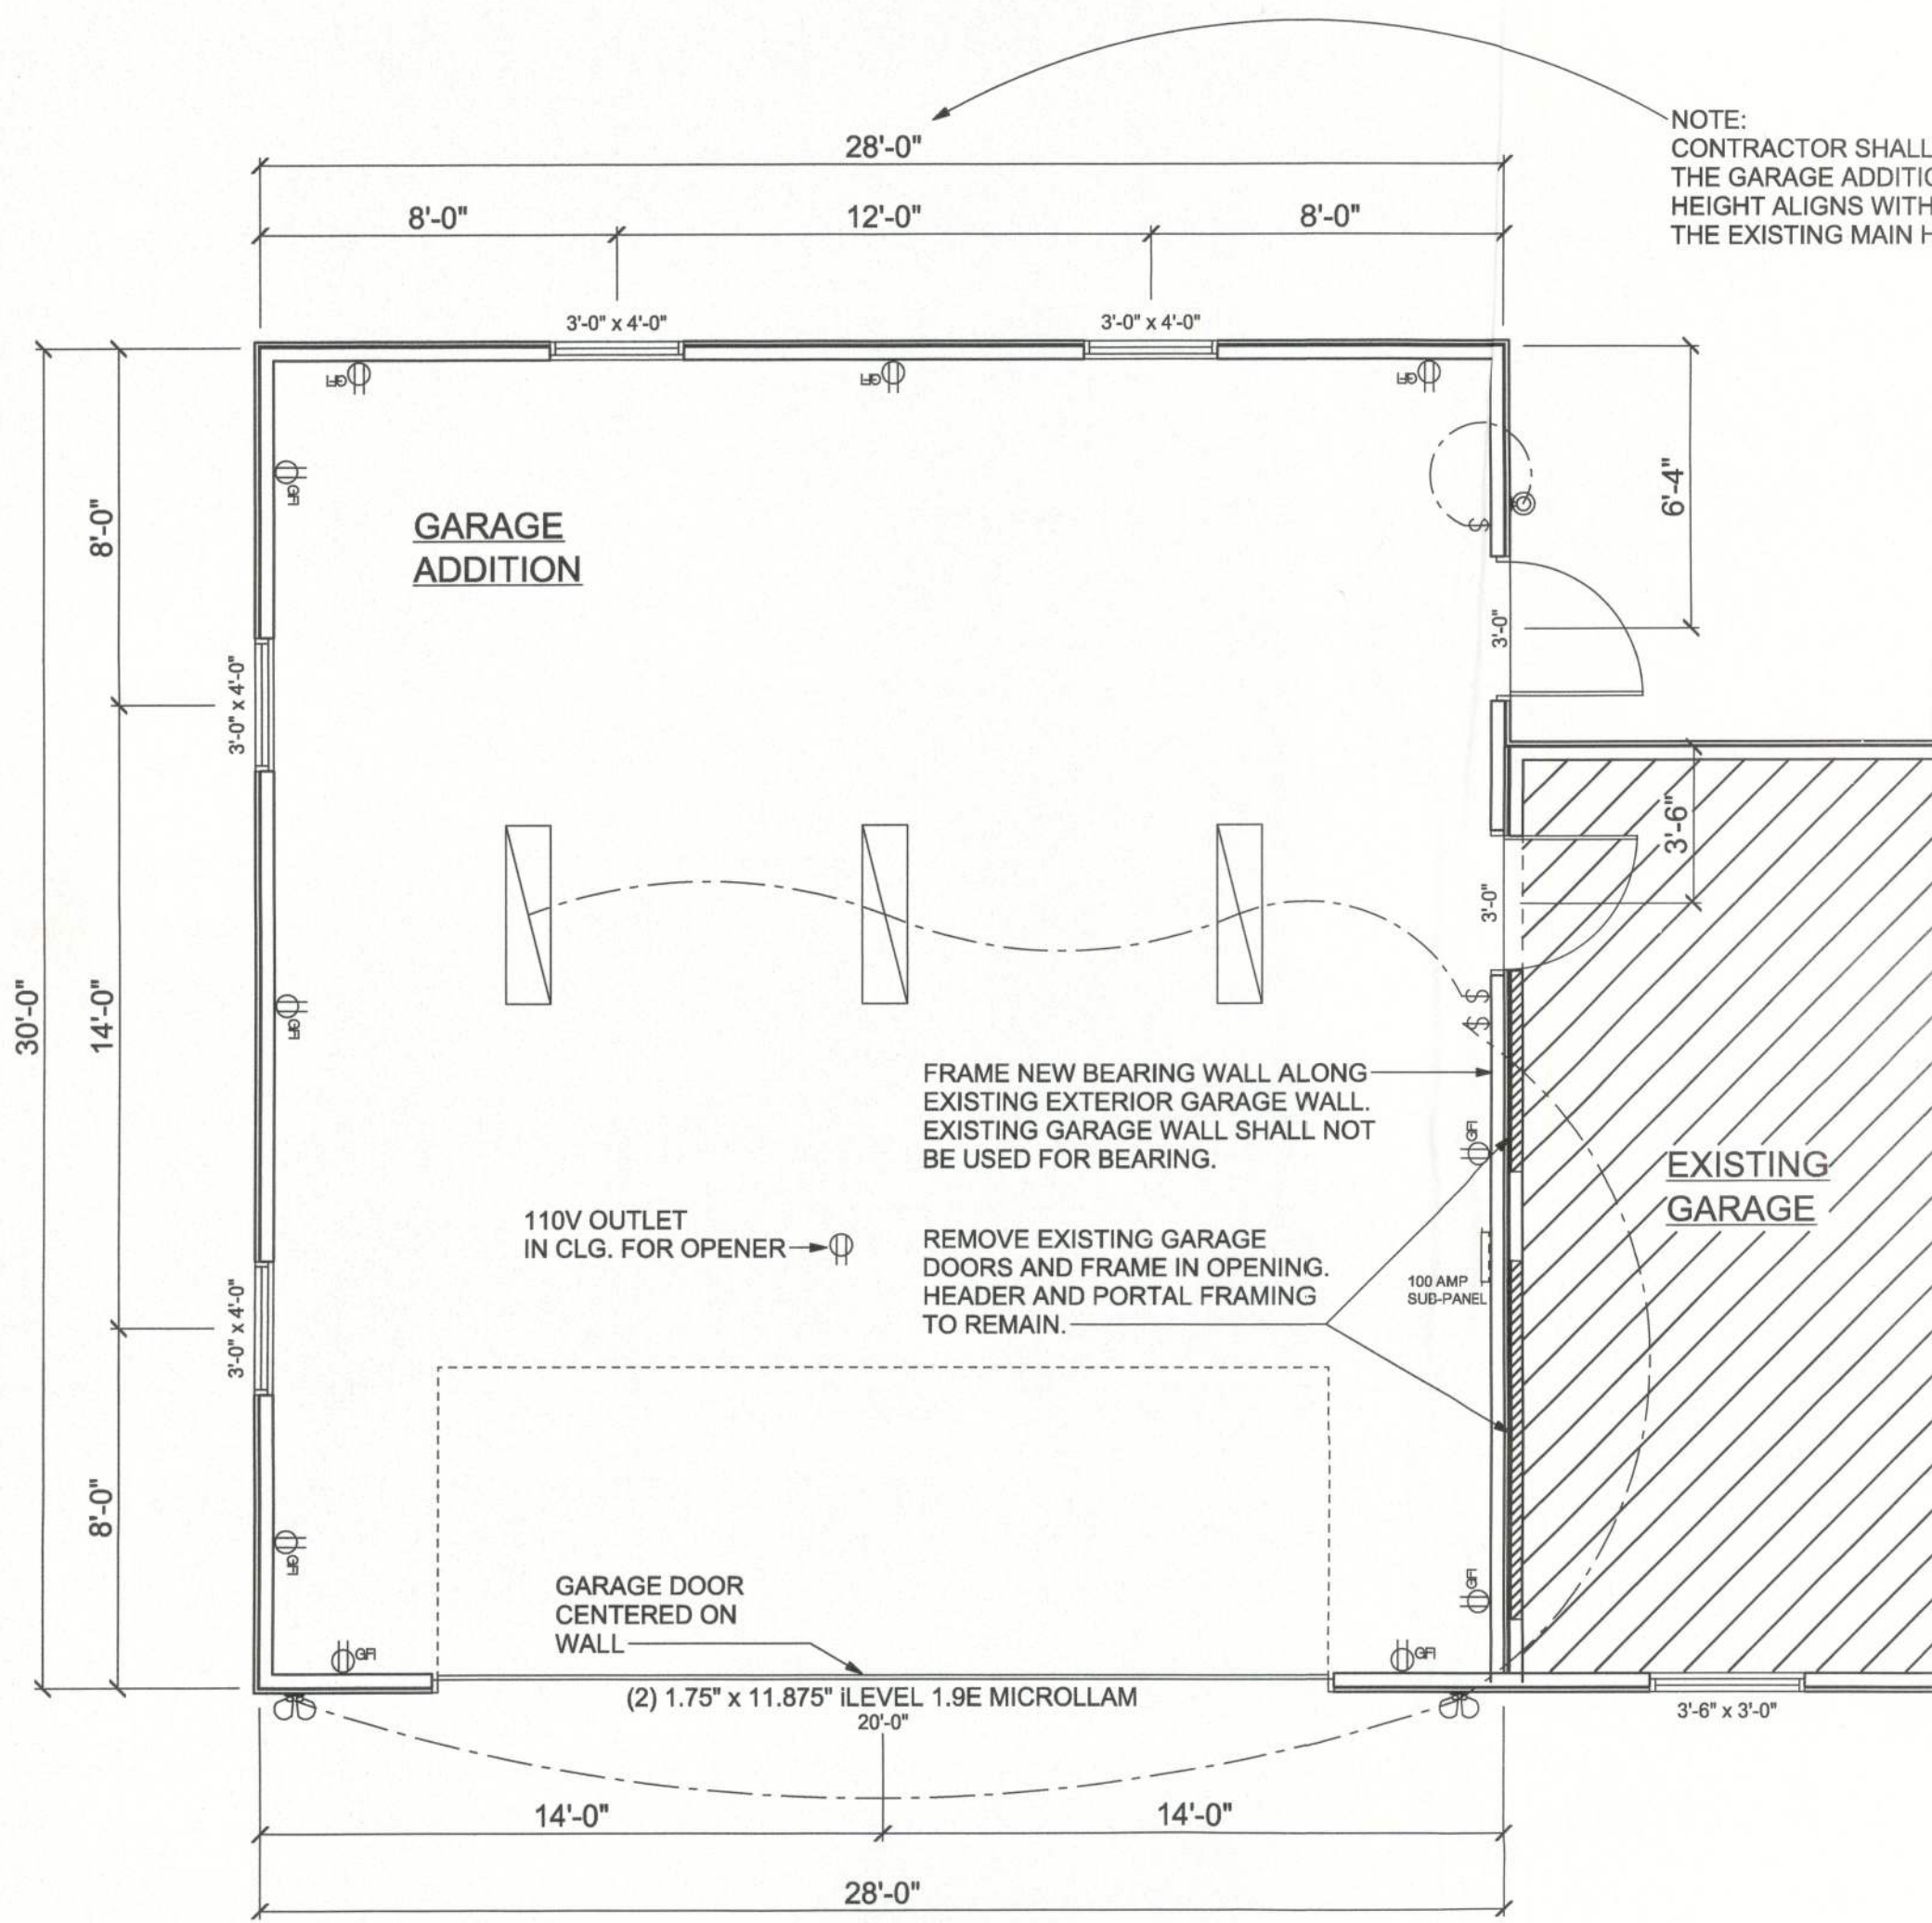 NOTE:
CONTRACTOR SHALL
THE GARAGE
HEIGHT ALIGNS WITH
THE EXISTING MAIN
28'-0"
8'-0"
12'-0"
8'-0"
3'-0" x 4'-0"
3'-0" x 4'-0"
GFI
GFI
GFI
GFI
6'-4"
8'-0"
GARAGE
ADDITION
S
3'-0"
3'-0" x 4'-0"
3'-6"
3'-0"
30'-0"
14'-0"
GFI
S
S
FRAME NEW BEARING WALL ALONG
EXISTING EXTERIOR GARAGE WALL.
EXISTING GARAGE WALL SHALL NOT
BE USED FOR BEARING.
GFI
EXISTING
GARAGE
110V OUTLET
IN CLG. FOR OPENER
REMOVE EXISTING GARAGE
DOORS AND FRAME IN OPENING.
HEADER AND PORTAL FRAMING
TO REMAIN.
100 AMP
SUB-PANEL
3'-0" x 4'-0"
8'-0"
GFI
GFI
GARAGE DOOR
CENTERED ON
WALL
GFI
GFI
(2) 1.75" x 11.875" iLEVEL 1.9E MICROLLAM
20'-0"
3'-6" x 3'-0"
14'-0"
14'-0"
28'-0"